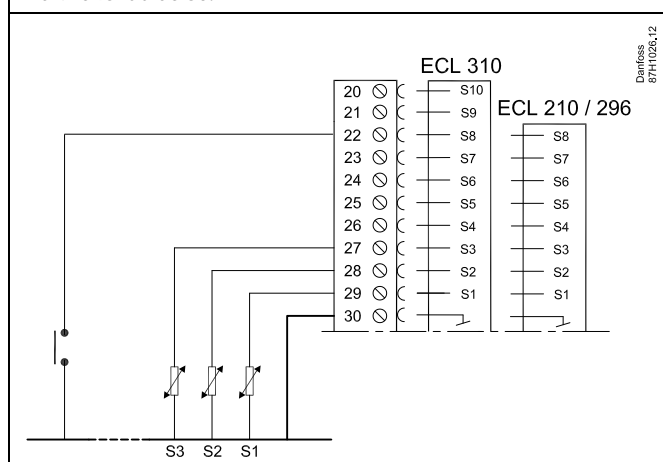 Danfoss
87H1026.12
ECL 310
ECL 210 / 296
20 S10
21 S9
22 S8 S8
23 S7 S7
24 S6 S6
25 S5 S5
26 S4 S4
27 S3 S3
28 S2 S2
29 S1 S1
30
S3 S2 S1